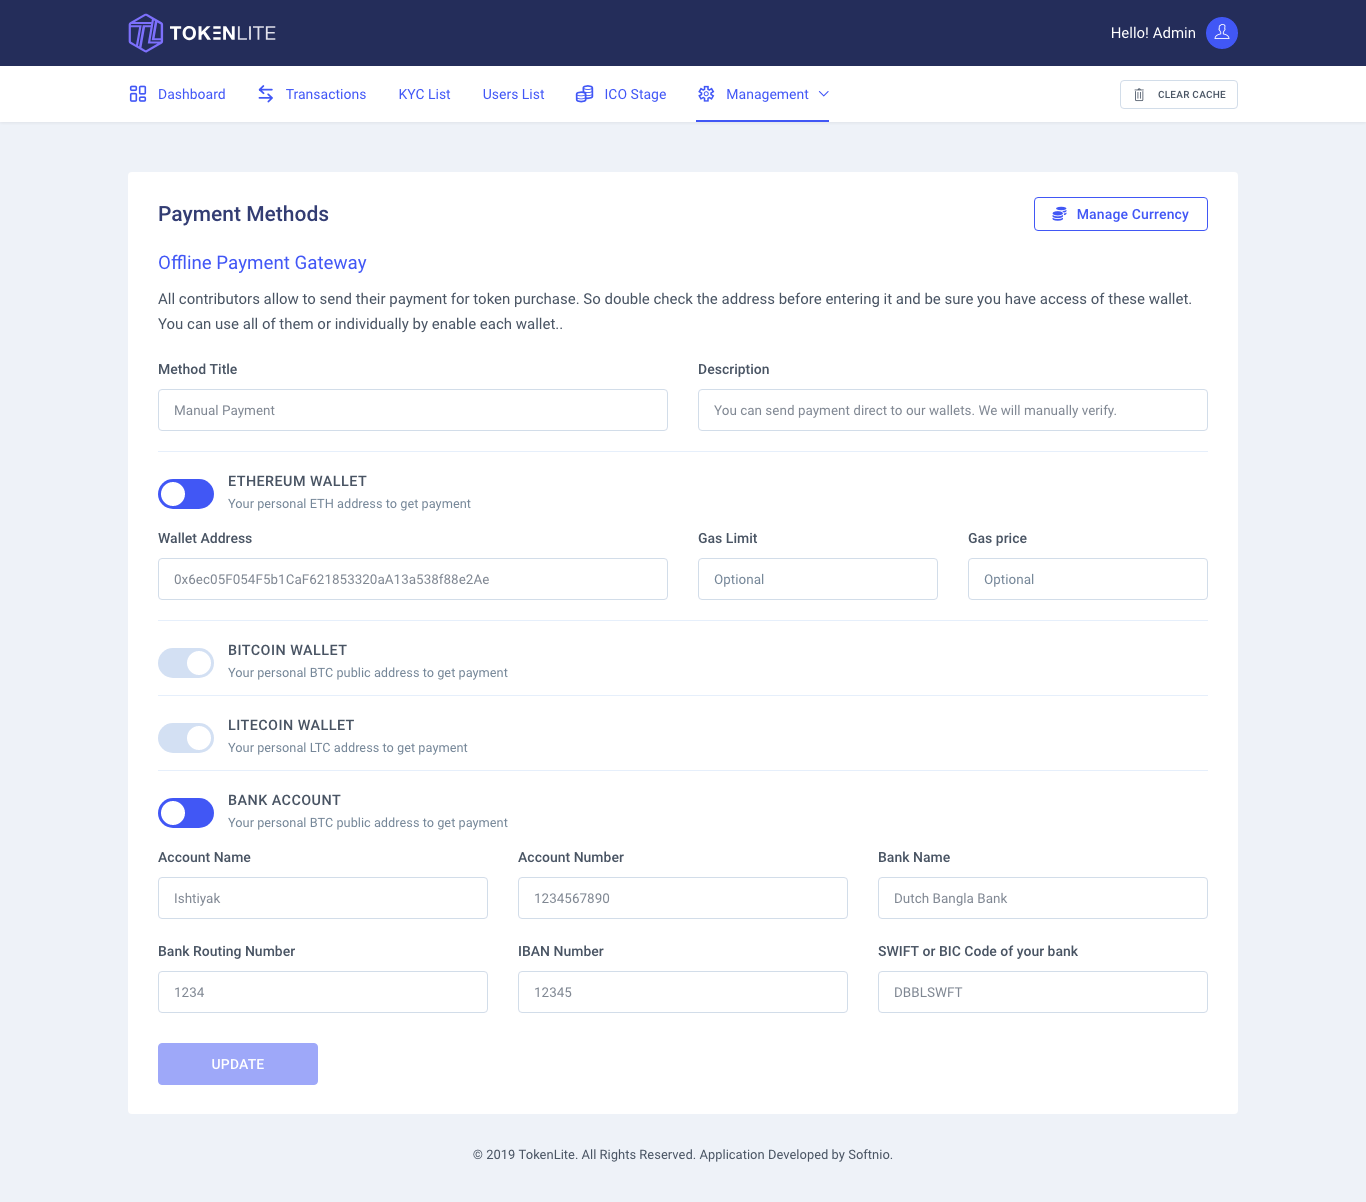 TOKENLITE
Hello! Admin
Dashboard
Transactions
KYC List
Users List
ICO Stage
Management
CLEAR CACHE
Payment Methods
Manage Currency
Offline Payment Gateway
All contributors allow to send their payment for token purchase. So double check the address before entering it and be sure you have access of these wallet.
You can use all of them or individually by enable each wallet..
Method Title
Description
Manual Payment
You can send payment direct to our wallets. We will manually verify.
ETHEREUM WALLET
Your personal ETH address to get payment
Wallet Address
Gas Limit
Gas price
0x6ec05F054F5b1CaF621853320aA13a538f88e2Ae
Optional
Optional
BITCOIN WALLET
Your personal BTC public address to get payment
LITECOIN WALLET
Your personal LTC address to get payment
BANK ACCOUNT
Your personal BTC public address to get payment
Account Name
Account Number
Bank Name
Ishtiyak
1234567890
Dutch Bangla Bank
Bank Routing Number
IBAN Number
SWIFT or BIC Code of your bank
1234
12345
DBBLSWFT
UPDATE
© 2019 TokenLite. All Rights Reserved. Application Developed by Softnio.